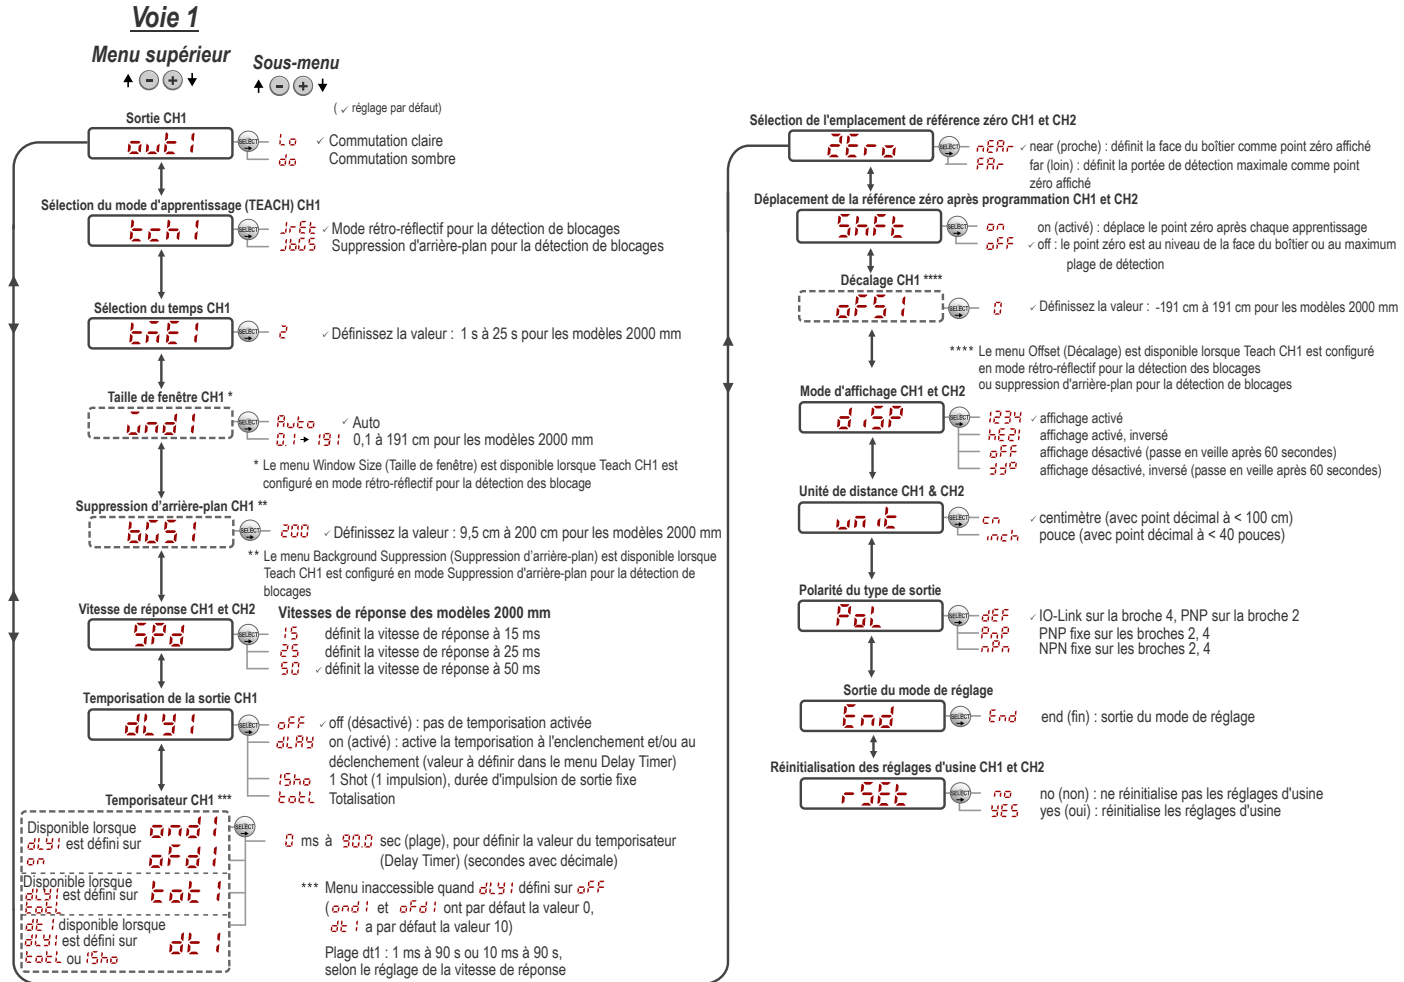 Voie 1
Menu supérieur
Sous-menu
- +
- +
( ✓ réglage par défaut)
Sortie CH1
out1
SELECT
Lo ✓ Commutation claire
do Commutation sombre
Sélection du mode d'apprentissage (TEACH) CH1
tch1
SELECT
JrEt ✓ Mode rétro-réflectif pour la détection de blocages
JbGS Suppression d'arrière-plan pour la détection de blocages
Sélection du temps CH1
SELECT
2 ✓ Définissez la valeur : 1 s à 25 s pour les modèles 2000 mm
Taille de fenêtre CH1 *
SELECT
Auto ✓ Auto
0.1 → 191 0,1 à 191 cm pour les modèles 2000 mm
* Le menu Window Size (Taille de fenêtre) est disponible lorsque Teach CH1 est
configuré en mode rétro-réflectif pour la détection des blocage
Suppression d'arrière-plan CH1 **
bGS1
SELECT
200 ✓ Définissez la valeur : 9,5 cm à 200 cm pour les modèles 2000 mm
** Le menu Background Suppression (Suppression d'arrière-plan) est disponible lorsque
Teach CH1 est configuré en mode Suppression d'arrière-plan pour la détection de
blocages
Vitesse de réponse CH1 et CH2
Vitesses de réponse des modèles 2000 mm
SPd
SELECT
15 définit la vitesse de réponse à 15 ms
25 définit la vitesse de réponse à 25 ms
50 ✓ définit la vitesse de réponse à 50 ms
Temporisation de la sortie CH1
dLY1
SELECT
oFF ✓ off (désactivé) : pas de temporisation activée
dLAY on (activé) : active la temporisation à l'enclenchement et/ou au
déclenchement (valeur à définir dans le menu Delay Timer)
1Sho 1 Shot (1 impulsion), durée d'impulsion de sortie fixe
totL Totalisation
Temporisateur CH1 ***
Disponible lorsque
dLY1 est défini sur
on
ond1
oFd1
SELECT
0 ms à 90.0 sec (plage), pour définir la valeur du temporisateur
(Delay Timer) (secondes avec décimale)
Disponible lorsque
dLY1 est défini sur
totL
tot1
dt1 disponible lorsque
dLY1 est défini sur
totL ou 1Sho
dt1
*** Menu inaccessible quand dLY1 défini sur oFF
( ond1 et oFd1 ont par défaut la valeur 0,
dt1 a par défaut la valeur 10)
Plage dt1 : 1 ms à 90 s ou 10 ms à 90 s,
selon le réglage de la vitesse de réponse
Sélection de l'emplacement de référence zéro CH1 et CH2
ZEro
SELECT
nEAr ✓ near (proche) : définit la face du boîtier comme point zéro affiché
FAr far (loin) : définit la portée de détection maximale comme point
zéro affiché
Déplacement de la référence zéro après programmation CH1 et CH2
ShFt
SELECT
on on (activé) : déplace le point zéro après chaque apprentissage
oFF ✓ off : le point zéro est au niveau de la face du boîtier ou au maximum
plage de détection
Décalage CH1 ****
oFS1
SELECT
0 ✓ Définissez la valeur : -191 cm à 191 cm pour les modèles 2000 mm
**** Le menu Offset (Décalage) est disponible lorsque Teach CH1 est configuré
en mode rétro-réflectif pour la détection des blocages
ou suppression d'arrière-plan pour la détection de blocages
Mode d'affichage CH1 et CH2
diSP
SELECT
1234 ✓ affichage activé
affichage activé, inversé
oFF affichage désactivé (passe en veille après 60 secondes)
affichage désactivé, inversé (passe en veille après 60 secondes)
Unité de distance CH1 & CH2
unit
SELECT
cn ✓ centimètre (avec point décimal à < 100 cm)
inch pouce (avec point décimal à < 40 pouces)
Polarité du type de sortie
PoL
SELECT
dEF ✓ IO-Link sur la broche 4, PNP sur la broche 2
PnP PNP fixe sur les broches 2, 4
nPn NPN fixe sur les broches 2, 4
Sortie du mode de réglage
End
SELECT
End end (fin) : sortie du mode de réglage
Réinitialisation des réglages d'usine CH1 et CH2
rSEt
SELECT
no no (non) : ne réinitialise pas les réglages d'usine
YES yes (oui) : réinitialise les réglages d'usine